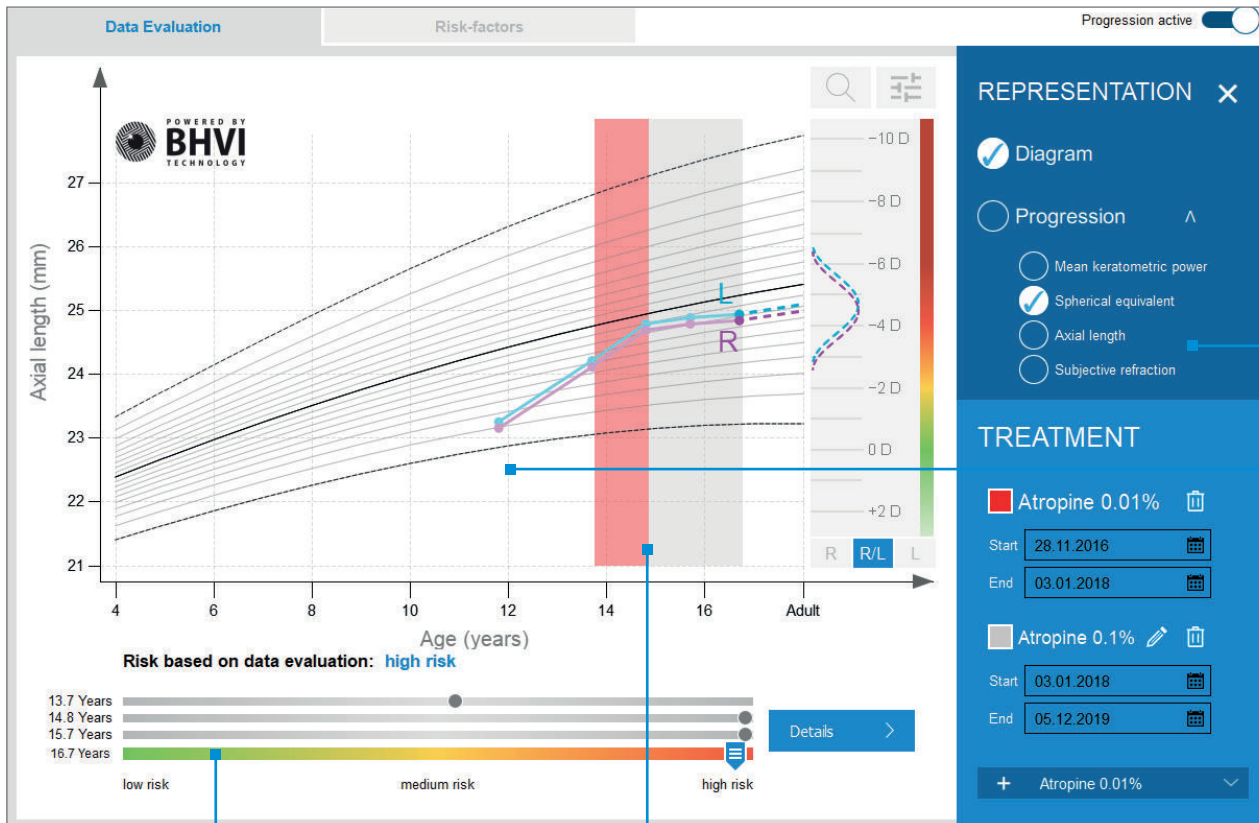 Data Evaluation
Risk-factors
Progression active
POWERED BY
BHVI
TECHNOLOGY
Axial length (mm)
27
26
25
24
23
22
21
4
6
8
10
12
14
16
Adult
Age (years)
L
R
−10 D
−8 D
−6 D
−4 D
−2 D
0 D
+2 D
R
R/L
L
Risk based on data evaluation: high risk
13.7 Years
14.8 Years
15.7 Years
16.7 Years
low risk
medium risk
high risk
Details >
REPRESENTATION
Diagram
Progression
Mean keratometric power
Spherical equivalent
Axial length
Subjective refraction
TREATMENT
Atropine 0.01%
Start 28.11.2016
End 03.01.2018
Atropine 0.1%
Start 03.01.2018
End 05.12.2019
+ Atropine 0.01%